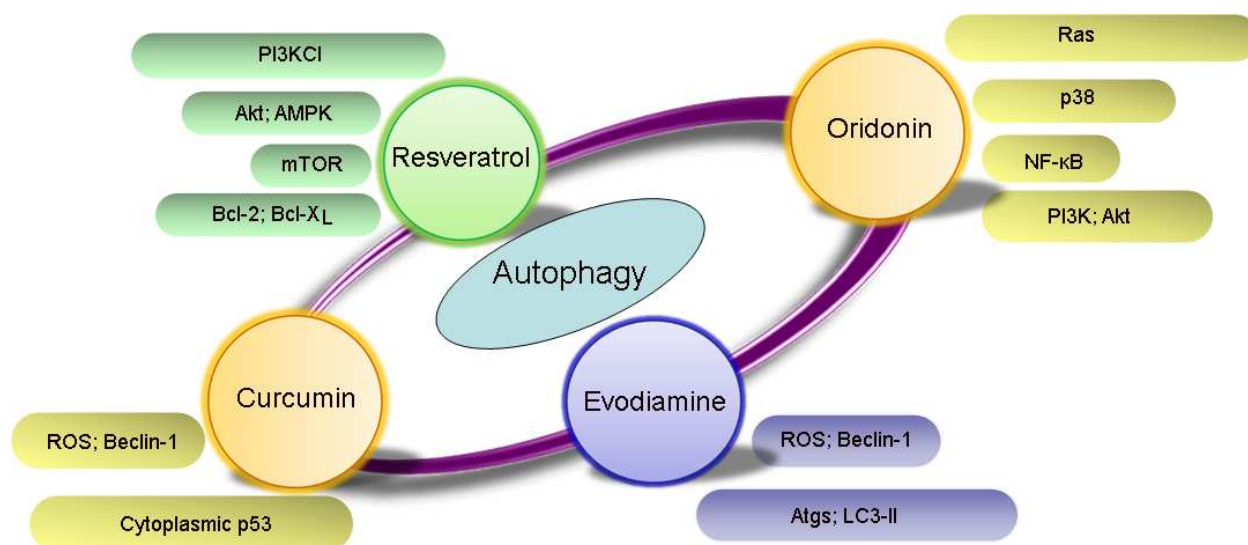 PI3KCI
Akt; AMPK
mTOR
Bcl-2; Bcl-XL
Resveratrol
Ras
p38
NF-κB
PI3K; Akt
Oridonin
Autophagy
Curcumin
ROS; Beclin-1
Cytoplasmic p53
Evodiamine
ROS; Beclin-1
Atgs; LC3-II